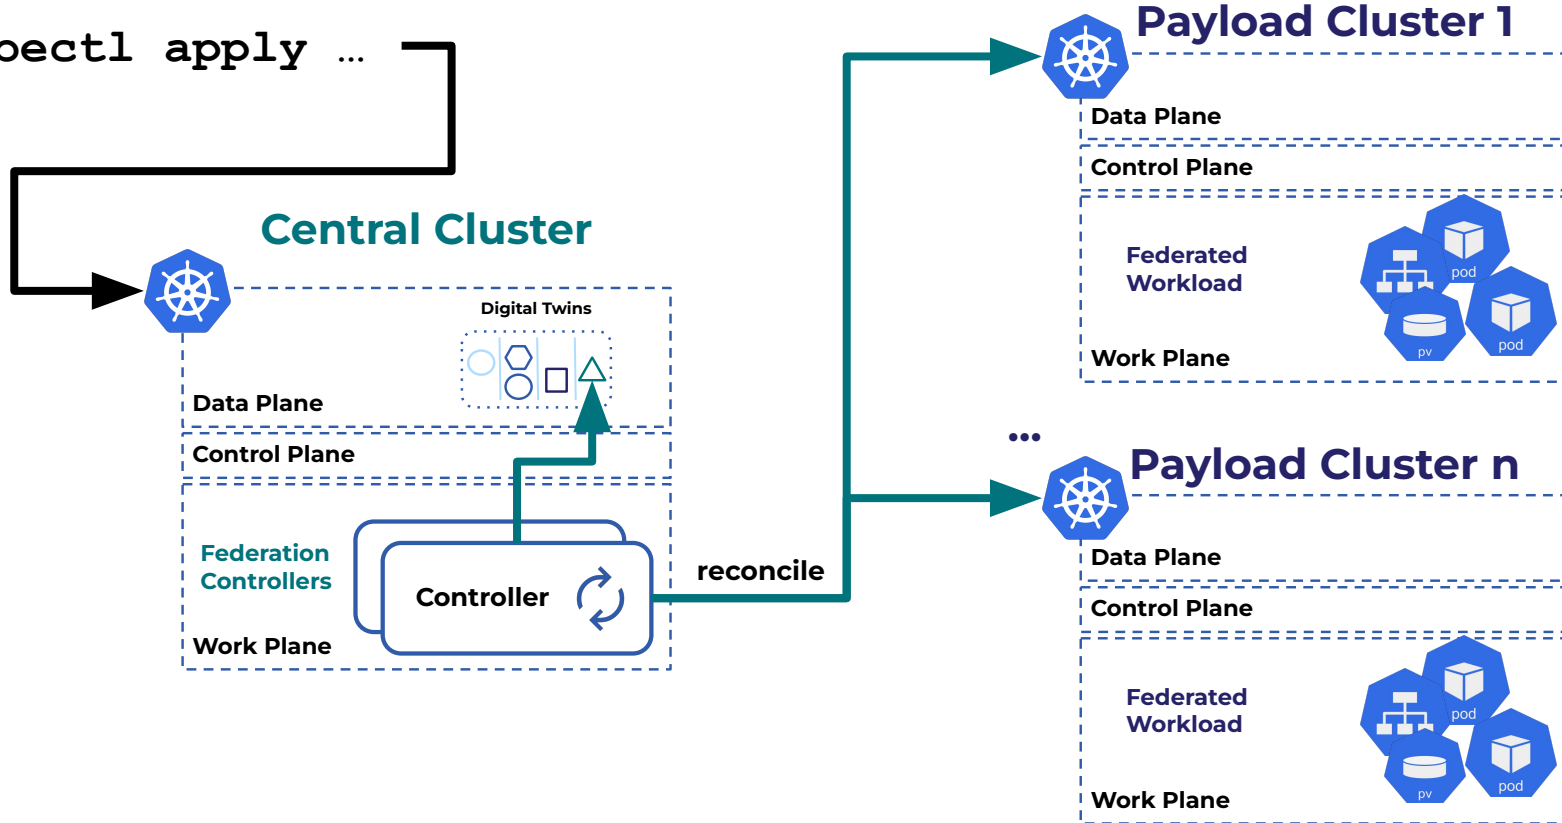 pectl apply ...
Central Cluster
Digital Twins
Data Plane
Control Plane
Federation
Controllers
Controller
Work Plane
reconcile
Payload Cluster 1
Data Plane
Control Plane
Federated
Workload
pod
pv
pod
Work Plane
...
Payload Cluster n
Data Plane
Control Plane
Federated
Workload
pod
pv
pod
Work Plane